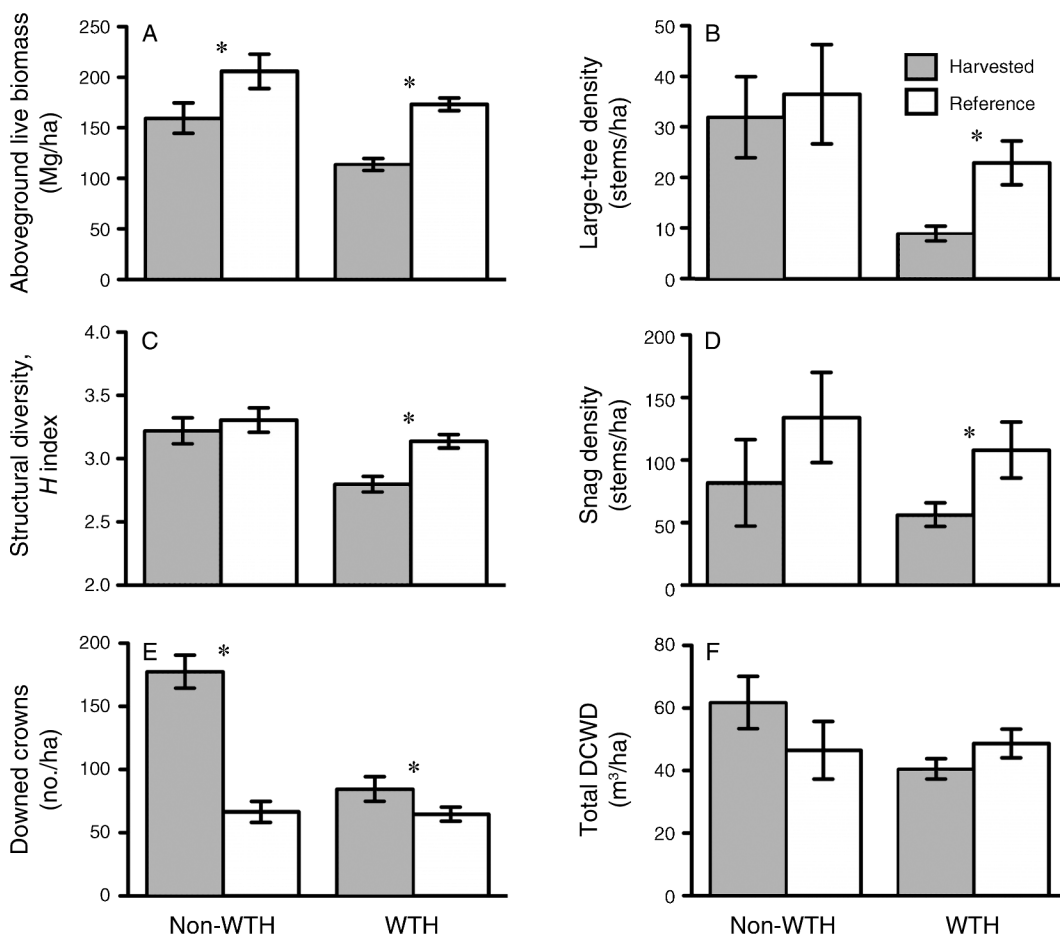 A
Aboveground live biomass
(Mg/ha)
250
200
150
100
50
0
*
*
B
Large-tree density
(stems/ha)
50
40
30
20
10
0
*
Harvested
Reference
C
Structural diversity,
H index
4.0
3.5
3.0
2.5
2.0
*
D
Snag density
(stems/ha)
200
150
100
50
0
*
E
Downed crowns
(no./ha)
200
150
100
50
0
*
*
Non-WTH
WTH
F
Total DCWD
(m³/ha)
80
60
40
20
0
Non-WTH
WTH